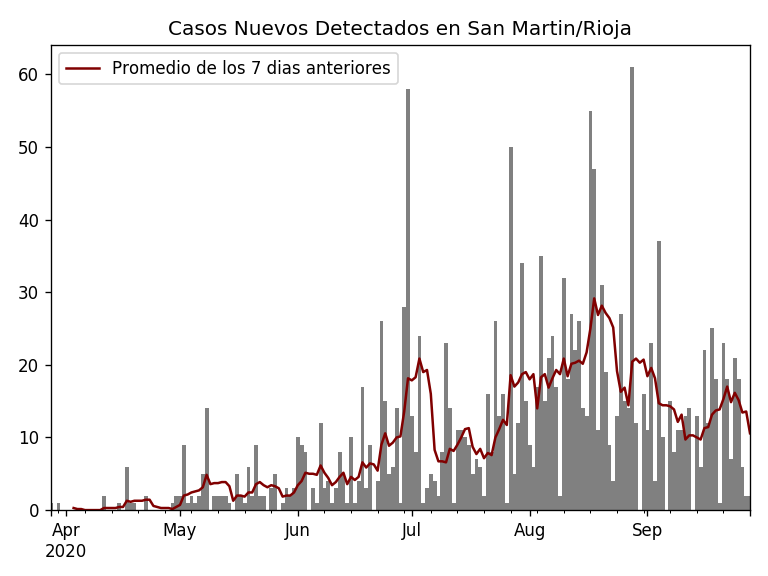 Casos Nuevos Detectados en San Martin/Rioja
Promedio de los 7 dias anteriores
60
50
40
30
20
10
0
Apr May Jun Jul Aug Sep
2020